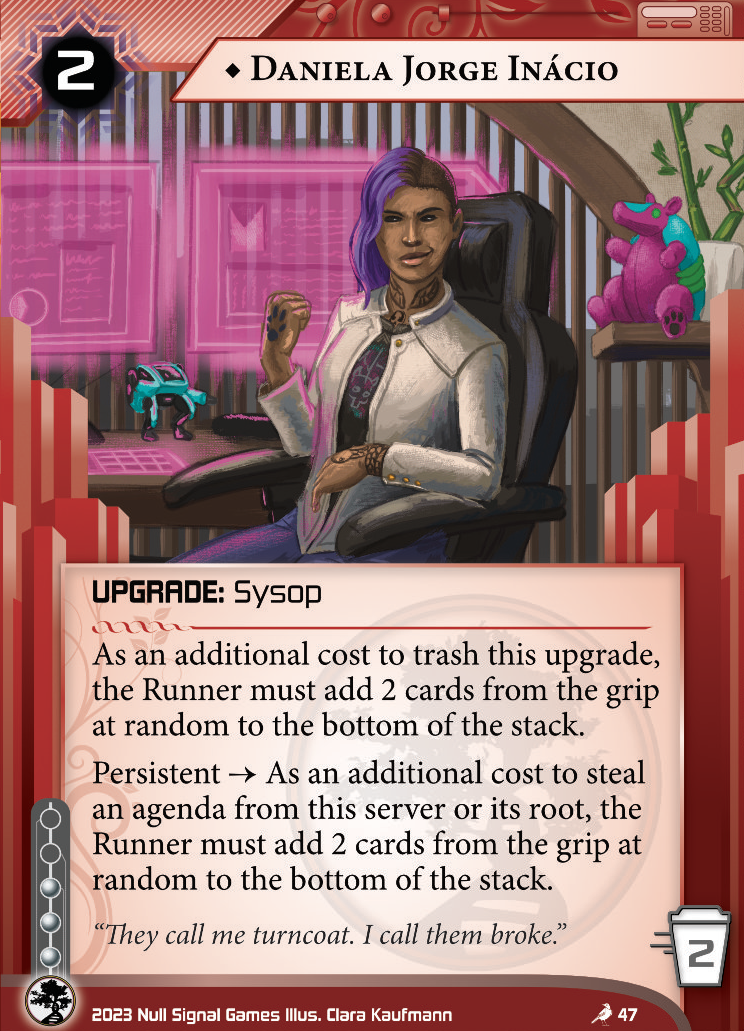 2
◆ Daniela Jorge Inácio
UPGRADE: Sysop
As an additional cost to trash this upgrade,
the Runner must add 2 cards from the grip
at random to the bottom of the stack.
Persistent → As an additional cost to steal
an agenda from this server or its root, the
Runner must add 2 cards from the grip at
random to the bottom of the stack.
“They call me turncoat. I call them broke.”
2
2023 Null Signal Games Illus. Clara Kaufmann
47